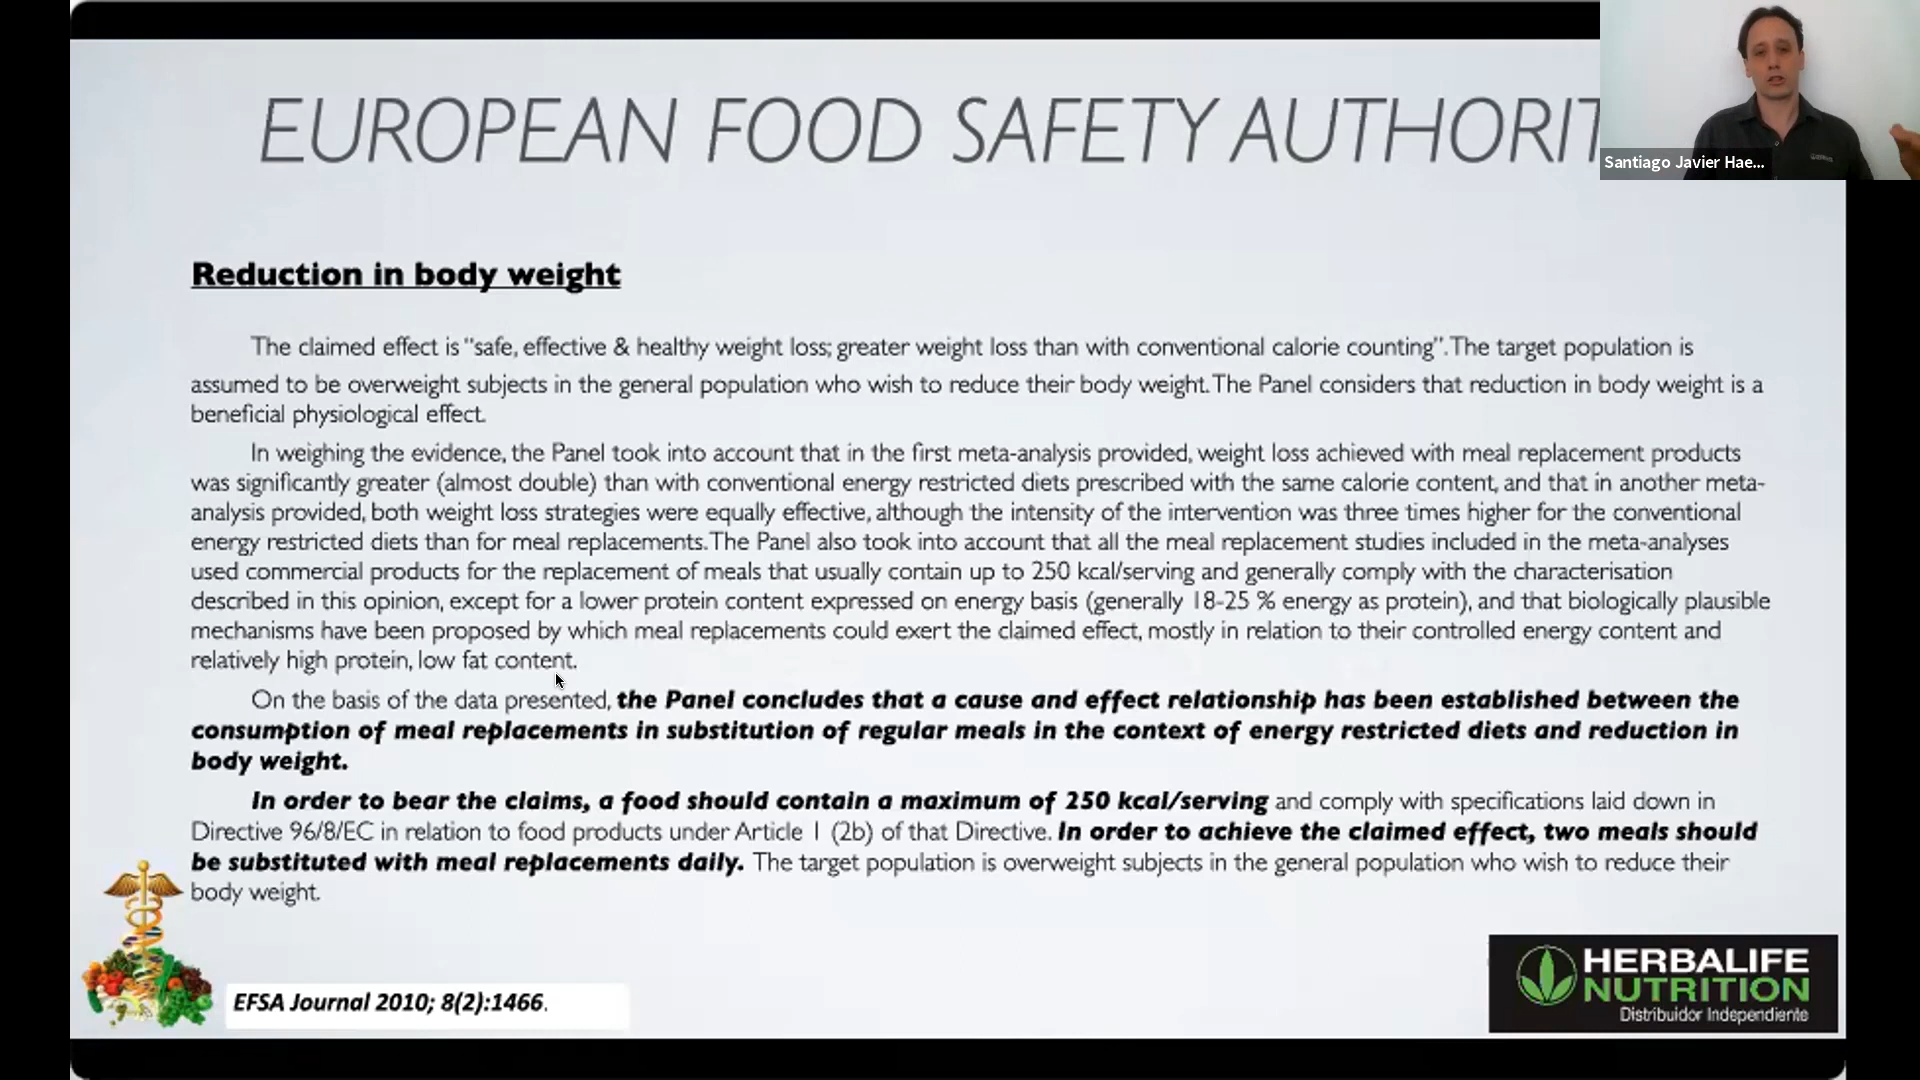 EUROPEAN FOOD SAFETY AUTHORIT
Santiago Javier Hae...
Reduction in body weight
The claimed effect is "safe, effective & healthy weight loss; greater weight loss than with conventional calorie counting". The target population is
assumed to be overweight subjects in the general population who wish to reduce their body weight. The Panel considers that reduction in body weight is a
beneficial physiological effect.
In weighing the evidence, the Panel took into account that in the first meta-analysis provided, weight loss achieved with meal replacement products
was significantly greater (almost double) than with conventional energy restricted diets prescribed with the same calorie content, and that in another meta-
analysis provided, both weight loss strategies were equally effective, although the intensity of the intervention was three times higher for the conventional
energy restricted diets than for meal replacements. The Panel also took into account that all the meal replacement studies included in the meta-analyses
used commercial products for the replacement of meals that usually contain up to 250 kcal/serving and generally comply with the characterisation
described in this opinion, except for a lower protein content expressed on energy basis (generally 18-25 % energy as protein), and that biologically plausible
mechanisms have been proposed by which meal replacements could exert the claimed effect, mostly in relation to their controlled energy content and
relatively high protein, low fat content.
On the basis of the data presented, the Panel concludes that a cause and effect relationship has been established between the
consumption of meal replacements in substitution of regular meals in the context of energy restricted diets and reduction in
body weight.
In order to bear the claims, a food should contain a maximum of 250 kcal/serving and comply with specifications laid down in
Directive 96/8/EC in relation to food products under Article 1 (2b) of that Directive. In order to achieve the claimed effect, two meals should
be substituted with meal replacements daily. The target population is overweight subjects in the general population who wish to reduce their
body weight.
EFSA Journal 2010; 8(2):1466.
HERBALIFE
NUTRITION
Distribuidor Independiente